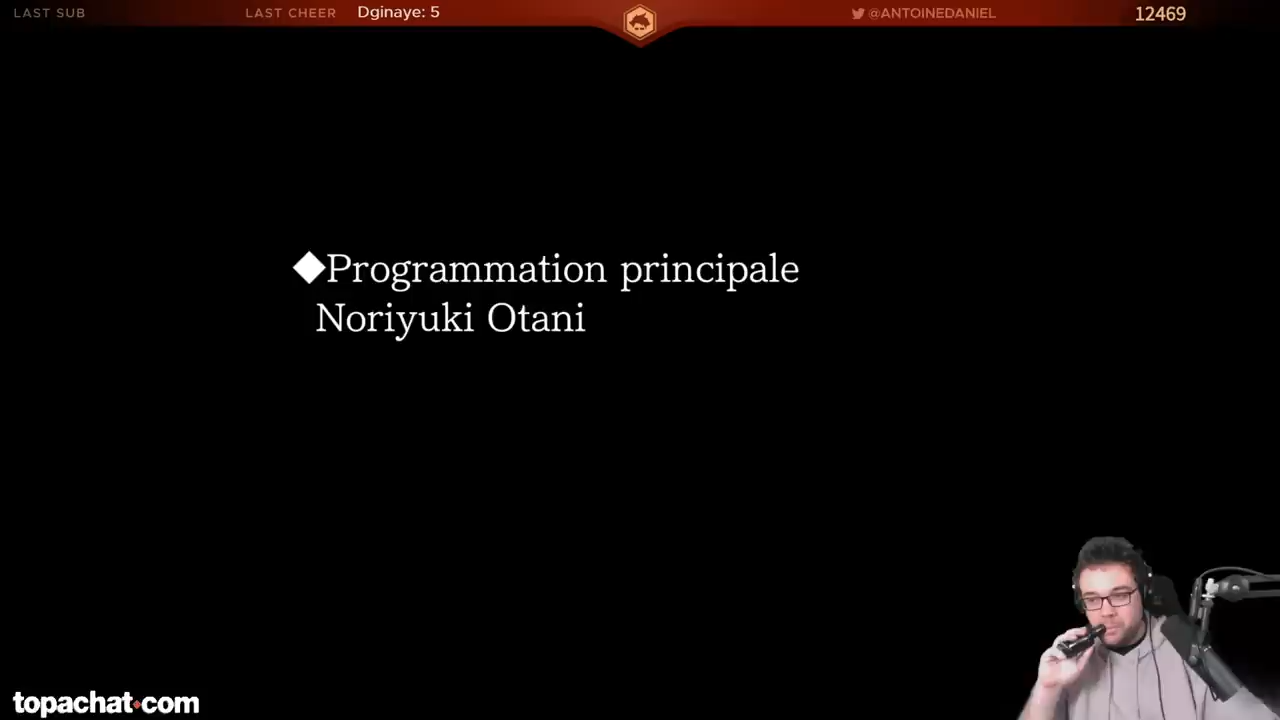 LAST SUB
LAST CHEER Dginaye: 5
@ANTOINEDANIEL
12469
◆Programmation principale
Noriyuki Otani
topachat.com